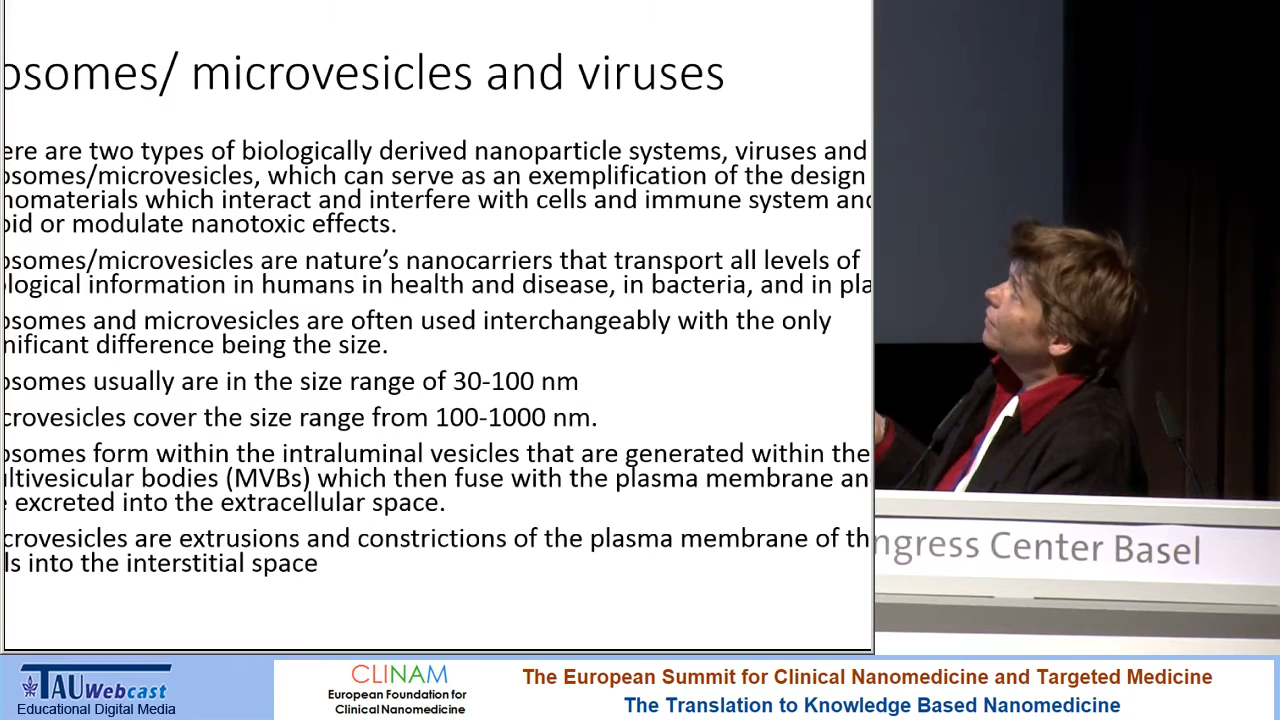 osomes/ microvesicles and viruses
ere are two types of biologically derived nanoparticle systems, viruses and
osomes/microvesicles, which can serve as an exemplification of the design
nomaterials which interact and interfere with cells and immune system and
oid or modulate nanotoxic effects.
osomes/microvesicles are nature's nanocarriers that transport all levels of
logical information in humans in health and disease, in bacteria, and in pla
osomes and microvesicles are often used interchangeably with the only
nificant difference being the size.
osomes usually are in the size range of 30-100 nm
crovesicles cover the size range from 100-1000 nm.
osomes form within the intraluminal vesicles that are generated within the
ultivesicular bodies (MVBs) which then fuse with the plasma membrane an
e excreted into the extracellular space.
crovesicles are extrusions and constrictions of the plasma membrane of th
ls into the interstitial space
ngress Center Basel
TAU Webcast
Educational Digital Media
CLINAM
European Foundation for
Clinical Nanomedicine
The European Summit for Clinical Nanomedicine and Targeted Medicine
The Translation to Knowledge Based Nanomedicine